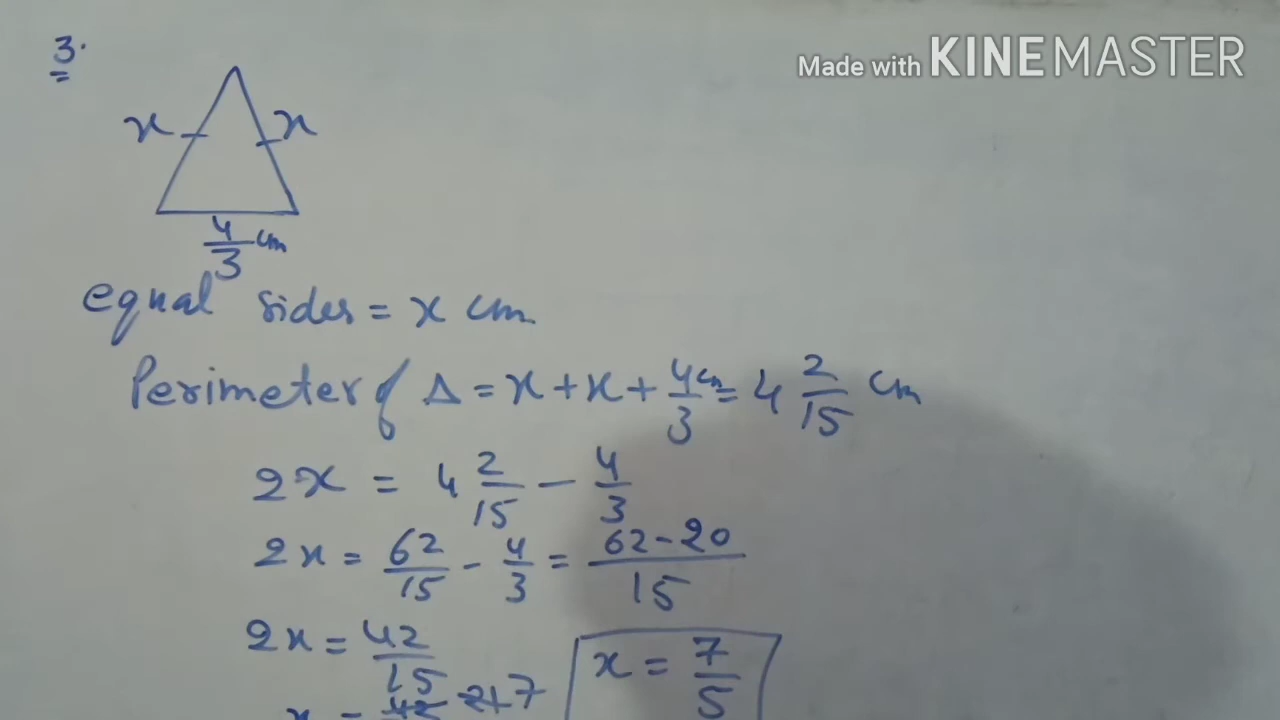 3.
Made with KINEMASTER
x x
4/3 cm
equal sides = x cm
Perimeter of Δ = x + x + 4/3 cm = 4 2/15 cm
2x = 4 2/15 - 4/3
2x = 62/15 - 4/3 = 62-20/15
2x = 42/15
x = 7/5